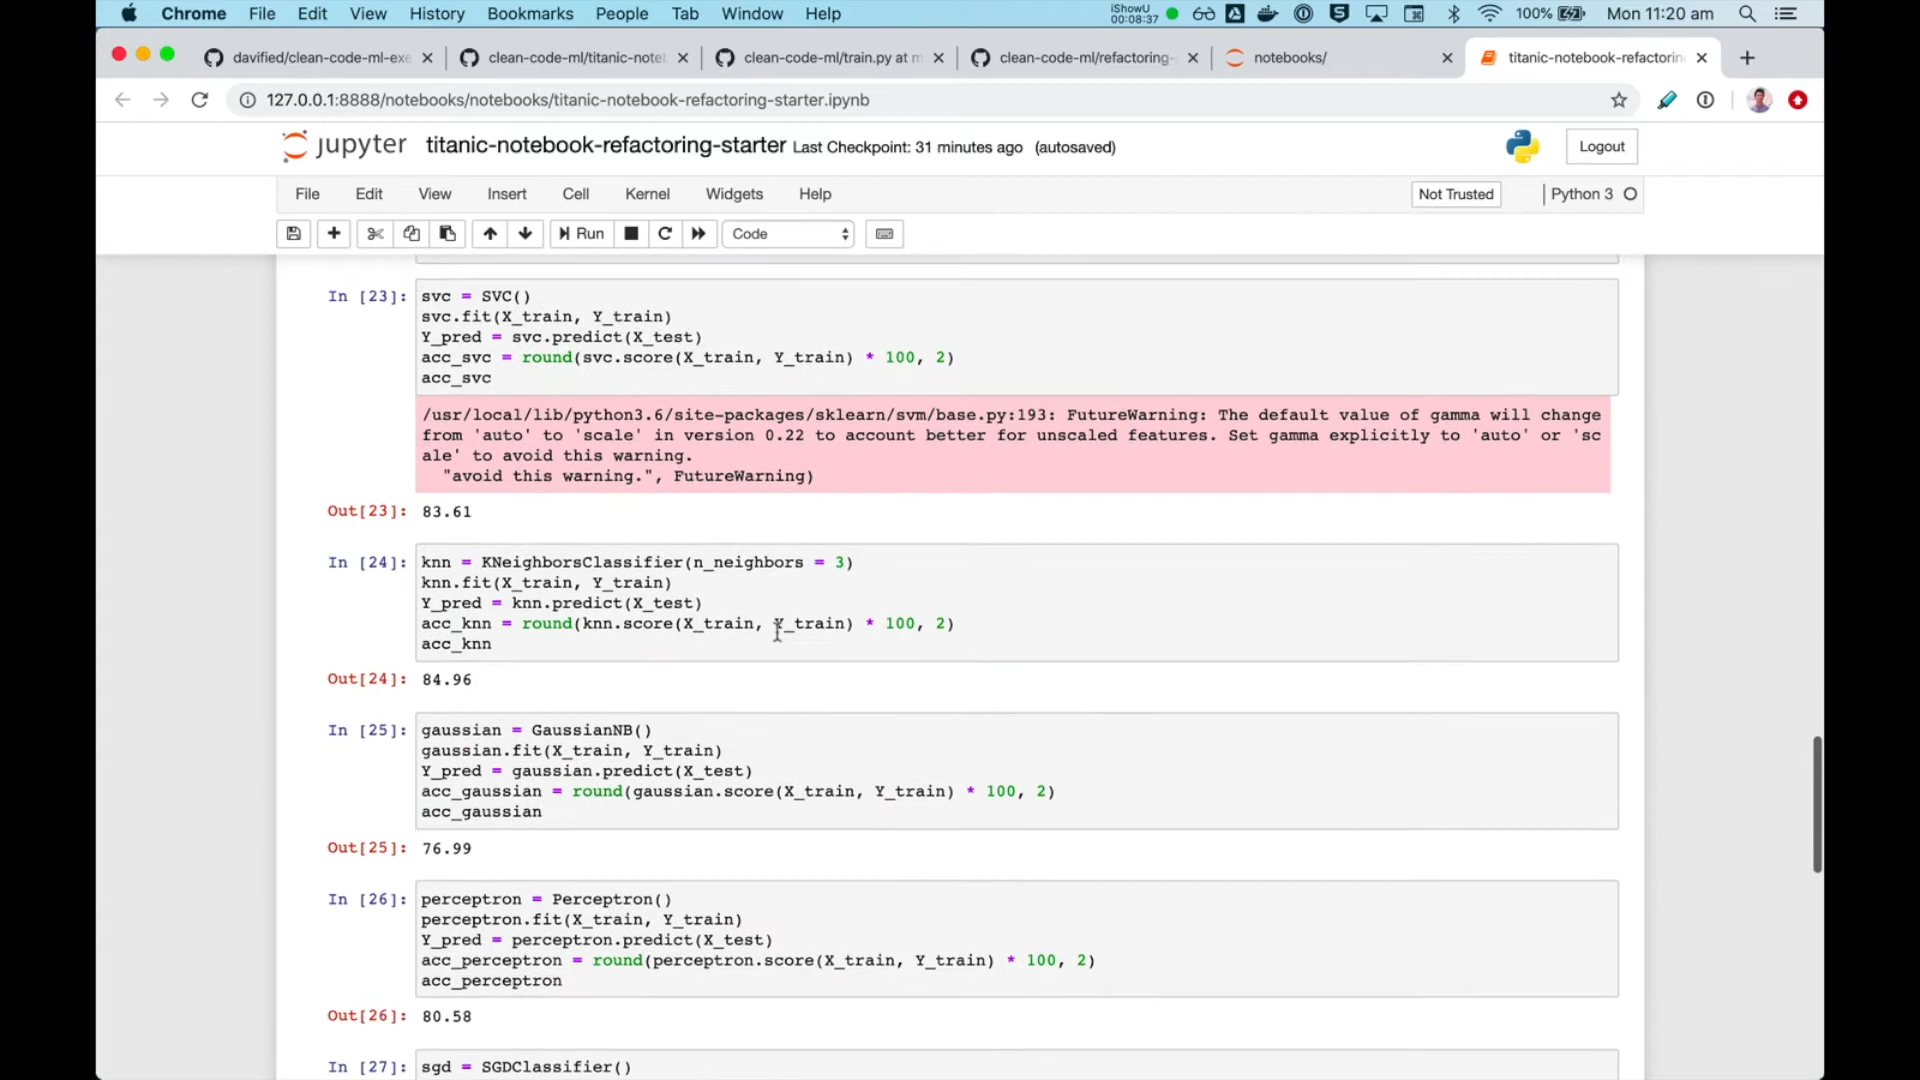 Chrome File Edit View History Bookmarks People Tab Window Help
iShowU
00:08:37
100%
Mon 11:20 am
davified/clean-code-ml-exe
clean-code-ml/titanic-note
clean-code-ml/train.py at m
clean-code-ml/refactoring-
notebooks/
titanic-notebook-refactorin
127.0.0.1:8888/notebooks/notebooks/titanic-notebook-refactoring-starter.ipynb
jupyter titanic-notebook-refactoring-starter Last Checkpoint: 31 minutes ago (autosaved)
Logout
File Edit View Insert Cell Kernel Widgets Help
Not Trusted
Python 3
Run
Code
In [23]: svc = SVC()
svc.fit(X_train, Y_train)
Y_pred = svc.predict(X_test)
acc_svc = round(svc.score(X_train, Y_train) * 100, 2)
acc_svc
/usr/local/lib/python3.6/site-packages/sklearn/svm/base.py:193: FutureWarning: The default value of gamma will change
from 'auto' to 'scale' in version 0.22 to account better for unscaled features. Set gamma explicitly to 'auto' or 'sc
ale' to avoid this warning.
"avoid this warning.", FutureWarning)
Out[23]: 83.61
In [24]: knn = KNeighborsClassifier(n_neighbors = 3)
knn.fit(X_train, Y_train)
Y_pred = knn.predict(X_test)
acc_knn = round(knn.score(X_train, Y_train) * 100, 2)
acc_knn
Out[24]: 84.96
In [25]: gaussian = GaussianNB()
gaussian.fit(X_train, Y_train)
Y_pred = gaussian.predict(X_test)
acc_gaussian = round(gaussian.score(X_train, Y_train) * 100, 2)
acc_gaussian
Out[25]: 76.99
In [26]: perceptron = Perceptron()
perceptron.fit(X_train, Y_train)
Y_pred = perceptron.predict(X_test)
acc_perceptron = round(perceptron.score(X_train, Y_train) * 100, 2)
acc_perceptron
Out[26]: 80.58
In [27]: sgd = SGDClassifier()